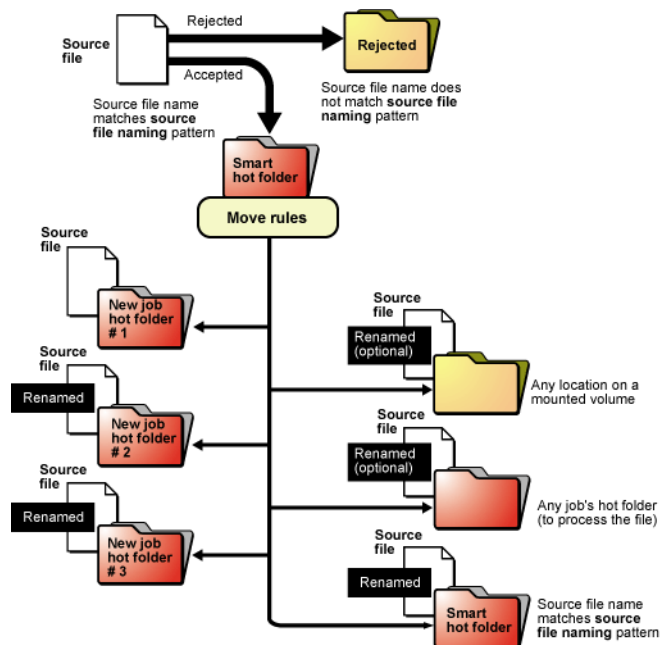 Source
file
Rejected
Accepted
Rejected
Source file name
matches source
file naming pattern
Source file name does
not match source file
naming pattern
Smart
hot folder
Move rules
Source
file
New job
hot folder
# 1
Source
file
Renamed
New job
hot folder
# 2
Source
file
Renamed
New job
hot folder
# 3
Source
file
Renamed
(optional)
Any location on a
mounted volume
Source
file
Renamed
(optional)
Any job's hot folder
(to process the file)
Source
file
Renamed
Smart
hot folder
Source file name
matches source
file naming pattern